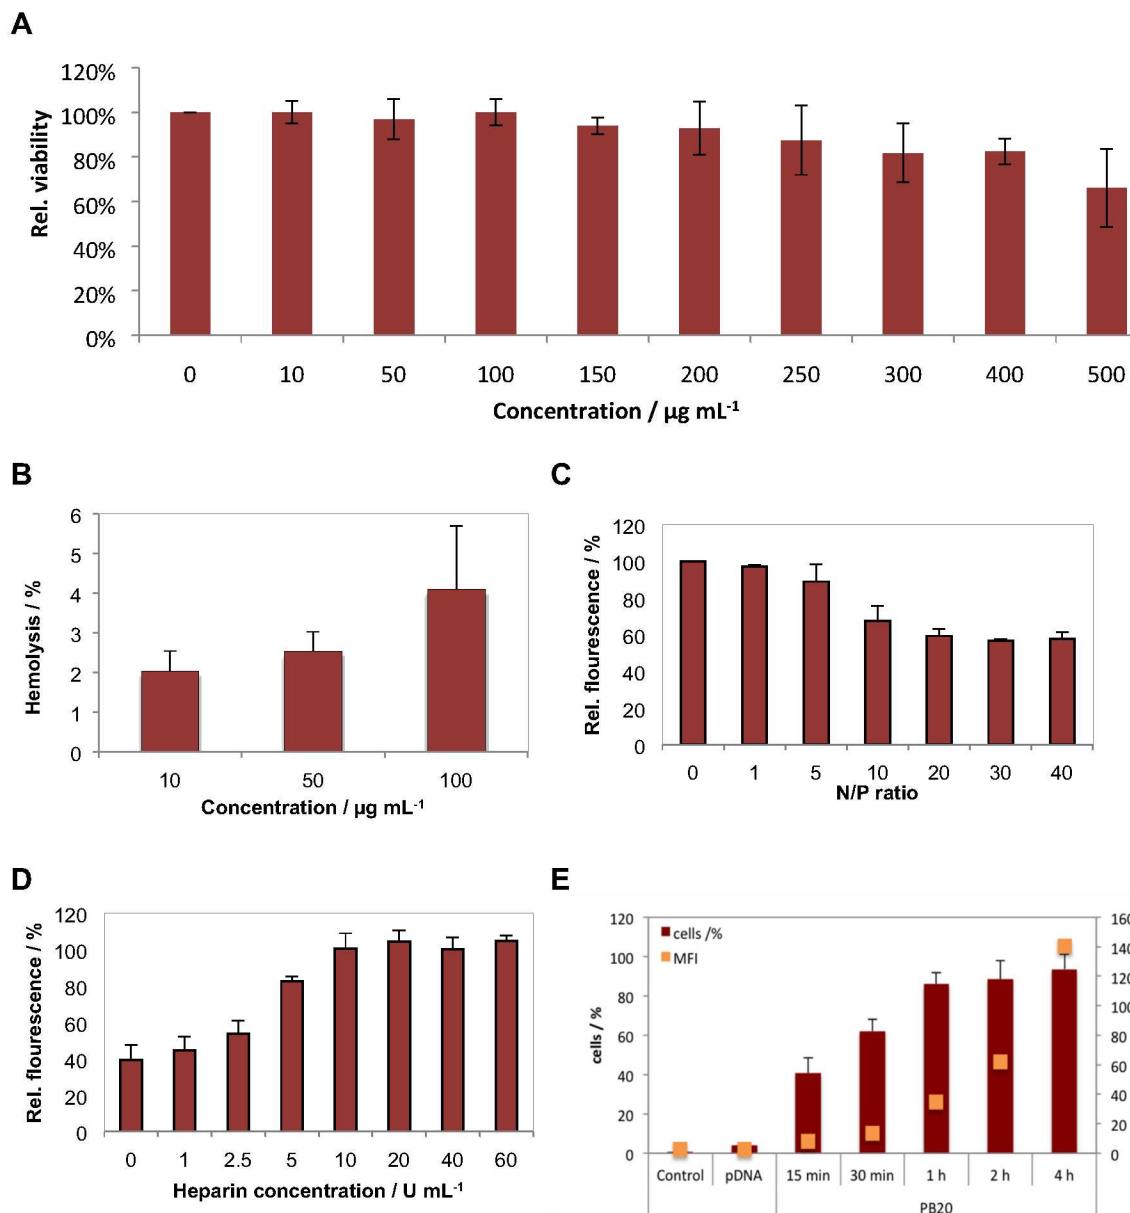 A
120%
100%
80%
60%
40%
20%
0%
Rel. viability
0 10 50 100 150 200 250 300 400 500
Concentration / µg mL-1
B
6
5
4
3
2
1
0
Hemolysis / %
10 50 100
Concentration / µg mL-1
C
120
100
80
60
40
20
0
Rel. flourescence / %
0 1 5 10 20 30 40
N/P ratio
D
120
100
80
60
40
20
0
Rel. flourescence / %
0 1 2.5 5 10 20 40 60
Heparin concentration / U mL-1
E
120
100
80
60
40
20
0
cells / %
cells /%
MFI
160
140
120
100
80
60
40
20
0
Control pDNA 15 min 30 min 1 h 2 h 4 h
PB20